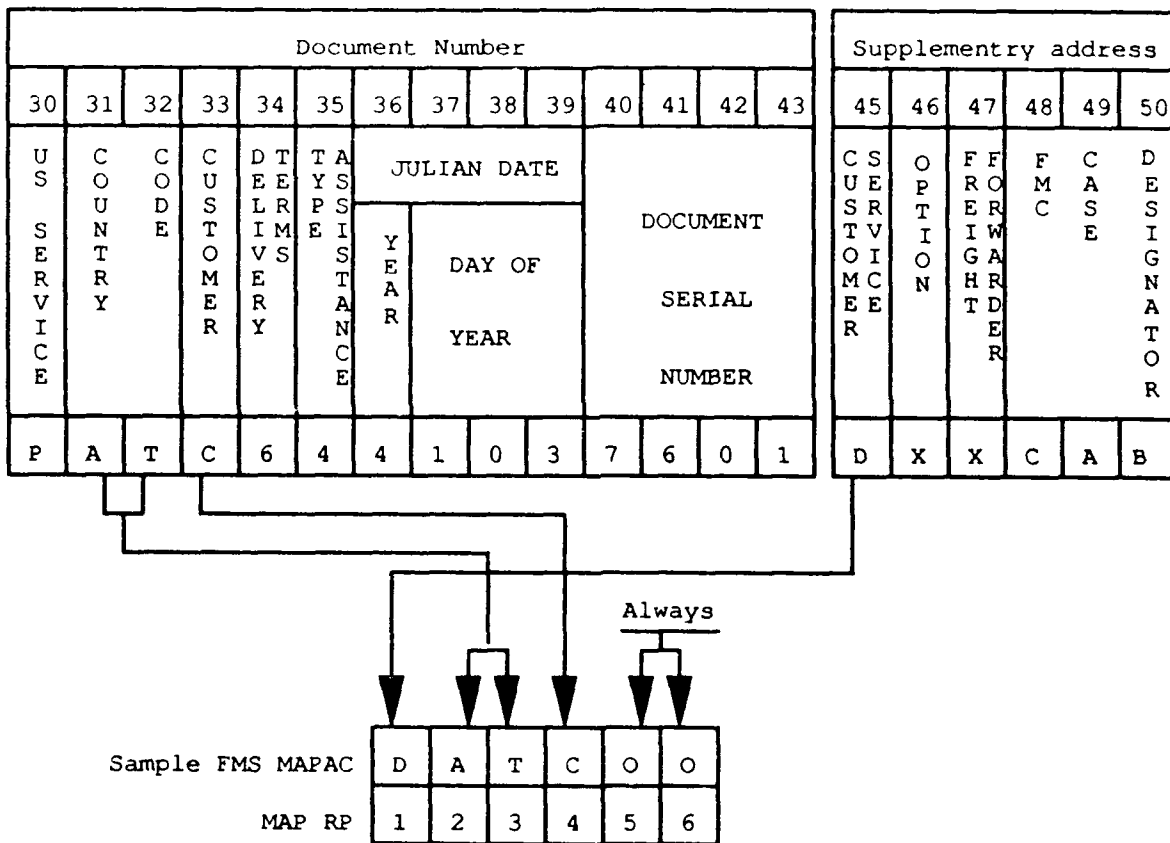 Document Number
Supplementry address
30 31 32 33 34 35 36 37 38 39 40 41 42 43
45 46 47 48 49 50
US SERVICE
COUNTRY
CODE
CUSTOMER
DELIVERY
TERMS
TYPE
ASSISTANCE
JULIAN DATE
YEAR
DAY OF
YEAR
DOCUMENT
SERIAL
NUMBER
CUSTOMER
SERVICE
OPTION
FREIGHT
FORWARDER
FMC
CASE
DESIGNATOR
P A T C 6 4 4 1 0 3 7 6 0 1
D X X C A B
Always
Sample FMS MAPAC D A T C O O
MAP RP 1 2 3 4 5 6